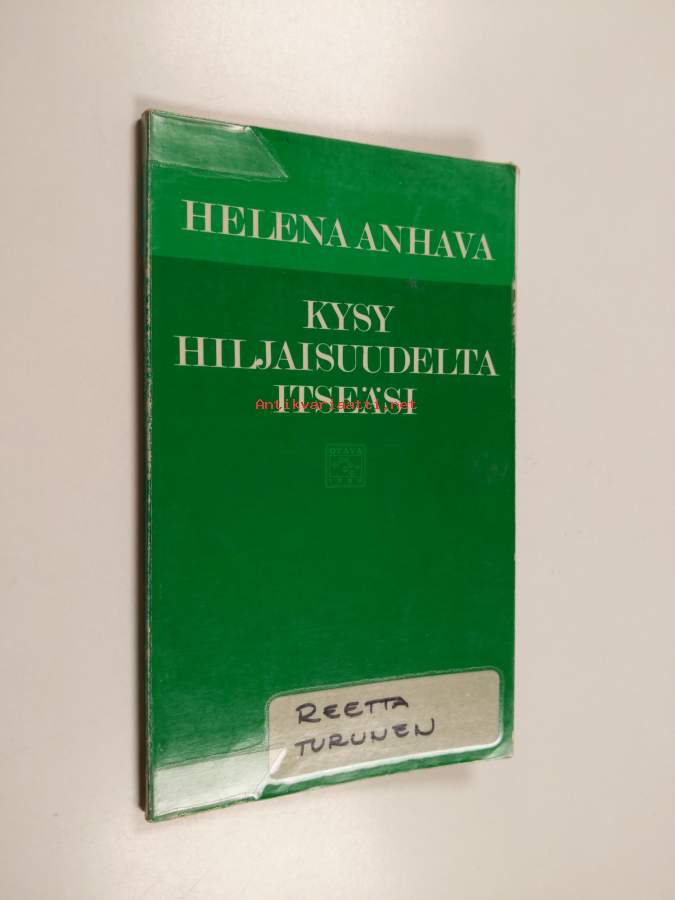 HELENA ANHAVA
KYSY
HILJAISUUDELTA
ITSEÄSI
Antikvariaatti.net
OTAVA
REETTA
TURUNEN